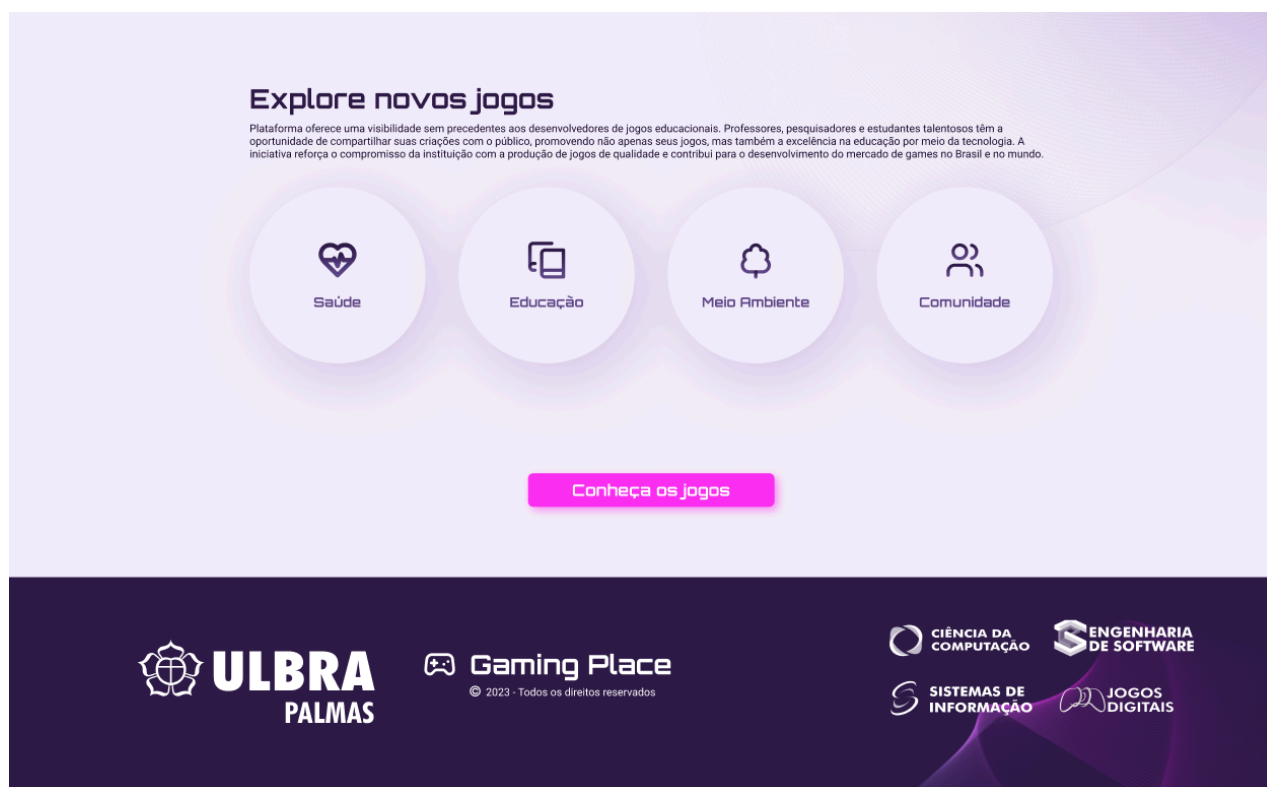 Explore novos jogos
Plataforma oferece uma visibilidade sem precedentes aos desenvolvedores de jogos educacionais. Professores, pesquisadores e estudantes talentosos têm a
oportunidade de compartilhar suas criações com o público, promovendo não apenas seus jogos, mas também a excelência na educação por meio da tecnologia. A
iniciativa reforça o compromisso da instituição com a produção de jogos de qualidade e contribui para o desenvolvimento do mercado de games no Brasil e no mundo.
Saúde
Educação
Meio Ambiente
Comunidade
Conheça os jogos
ULBRA
PALMAS
Gaming Place
© 2023 - Todos os direitos reservados
CIÊNCIA DA
COMPUTAÇÃO
ENGENHARIA
DE SOFTWARE
SISTEMAS DE
INFORMAÇÃO
JOGOS
DIGITAIS